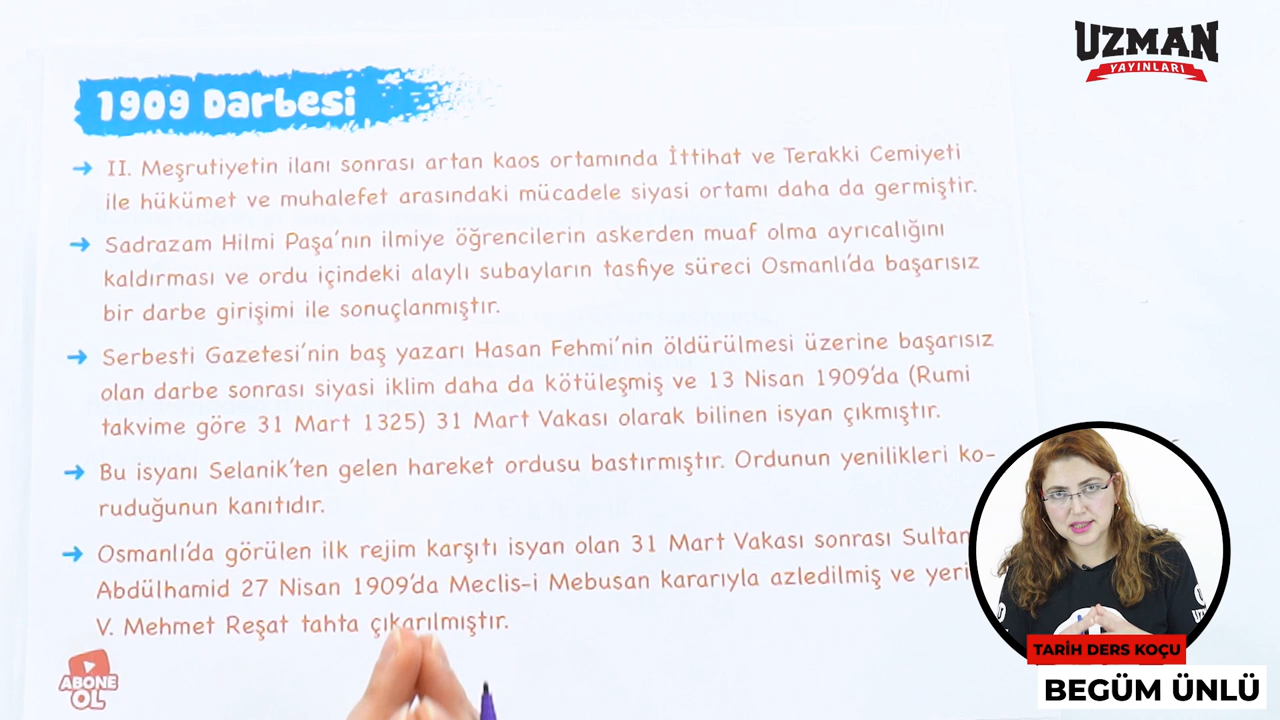 UZMAN
YAYINLARI
1909 Darbesi
→ II. Meşrutiyetin ilanı sonrası artan kaos ortamında İttihat ve Terakki Cemiyeti
ile hükümet ve muhalefet arasındaki mücadele siyasi ortamı daha da germiştir.
→ Sadrazam Hilmi Paşa'nın ilmiye öğrencilerin askerden muaf olma ayrıcalığını
kaldırması ve ordu içindeki alaylı subayların tasfiye süreci Osmanlı'da başarısız
bir darbe girişimi ile sonuçlanmıştır.
→ Serbesti Gazetesi'nin baş yazarı Hasan Fehmi'nin öldürülmesi üzerine başarısız
olan darbe sonrası siyasi iklim daha da kötüleşmiş ve 13 Nisan 1909'da (Rumi
takvime göre 31 Mart 1325) 31 Mart Vakası olarak bilinen isyan çıkmıştır.
→ Bu isyanı Selanik'ten gelen hareket ordusu bastırmıştır. Ordunun yenilikleri ko-
ruduğunun kanıtıdır.
→ Osmanlı'da görülen ilk rejim karşıtı isyan olan 31 Mart Vakası sonrası Sultan
Abdülhamid 27 Nisan 1909'da Meclis-i Mebusan kararıyla azledilmiş ve yeri
V. Mehmet Reşat tahta çıkarılmıştır.
ABONE
OL
TARİH DERS KOÇU
BEGÜM ÜNLÜ